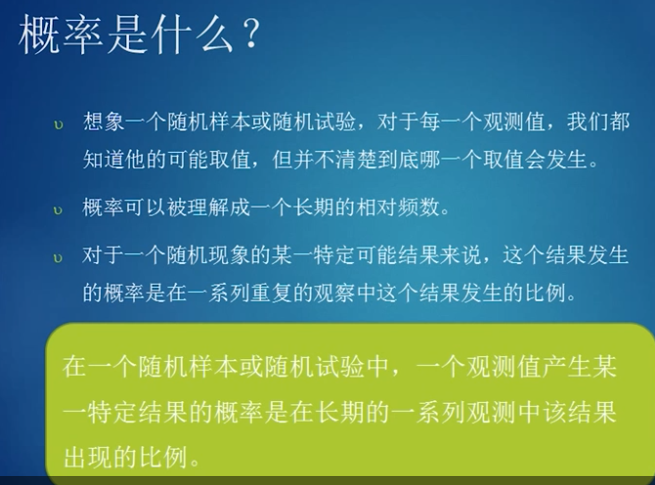 概率是什么？
υ 想象一个随机样本或随机试验，对于每一个观测值，我们都
知道他的可能取值，但并不清楚到底哪一个取值会发生。
υ 概率可以被理解成一个长期的相对频数。
υ 对于一个随机现象的某一特定可能结果来说，这个结果发生
的概率是在一系列重复的观察中这个结果发生的比例。
在一个随机样本或随机试验中，一个观测值产生某
一特定结果的概率是在长期的一系列观测中该结果
出现的比例。